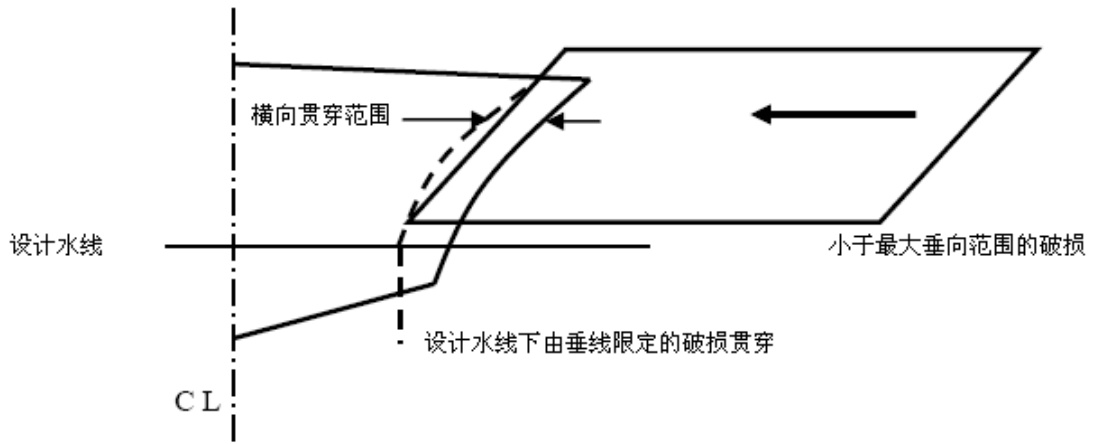 横向贯穿范围
设计水线
小于最大垂向范围的破损
设计水线下由垂线限定的破损贯穿
C L